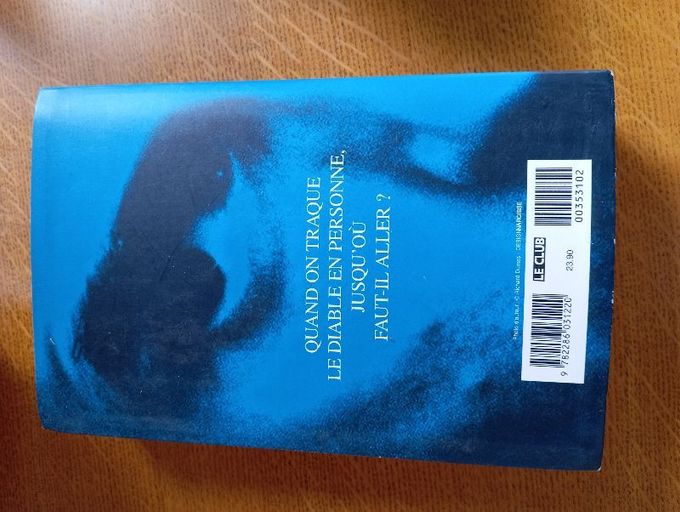 QUAND ON TRAQUE
LE DIABLE EN PERSONNE,
JUSQU'OÙ
FAUT-IL ALLER ?
00353102
LE CLUB
23.90
9 782286 031220